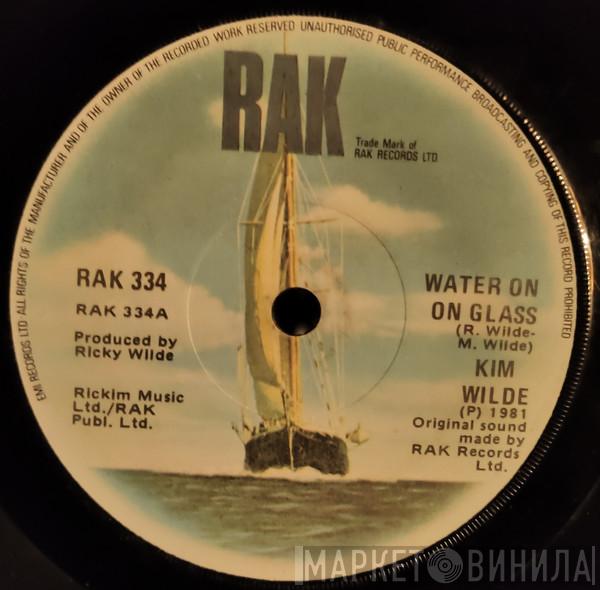 EMI RECORDS LTD ALL RIGHTS OF THE MANUFACTURER AND OF THE OWNER OF THE RECORDED WORK RESERVED UNAUTHORISED PUBLIC PERFORMANCE BROADCASTING AND COPYING OF THIS RECORD PROHIBITED
RAK
Trade Mark of
RAK RECORDS LTD
RAK 334
RAK 334A
Produced by
Ricky Wilde
Rickim Music
Ltd./RAK
Publ. Ltd.
WATER ON
ON GLASS
(R. Wilde-
M. Wilde)
KIM
WILDE
(P) 1981
Original sound
made by
RAK Records
Ltd.
МАРКЕТ ВИНИЛА